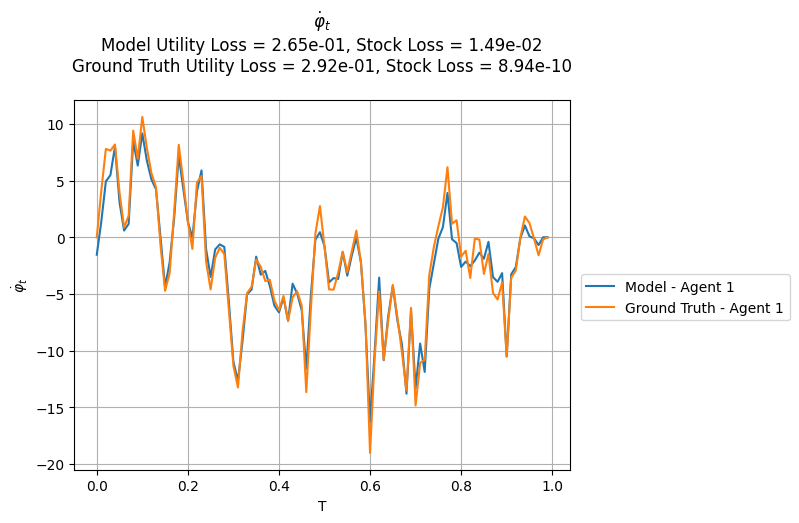 φ̇ₜ
Model Utility Loss = 2.65e-01, Stock Loss = 1.49e-02
Ground Truth Utility Loss = 2.92e-01, Stock Loss = 8.94e-10
10
5
0
−5
−10
−15
−20
φ̇ₜ
0.0
0.2
0.4
0.6
0.8
1.0
T
Model - Agent 1
Ground Truth - Agent 1